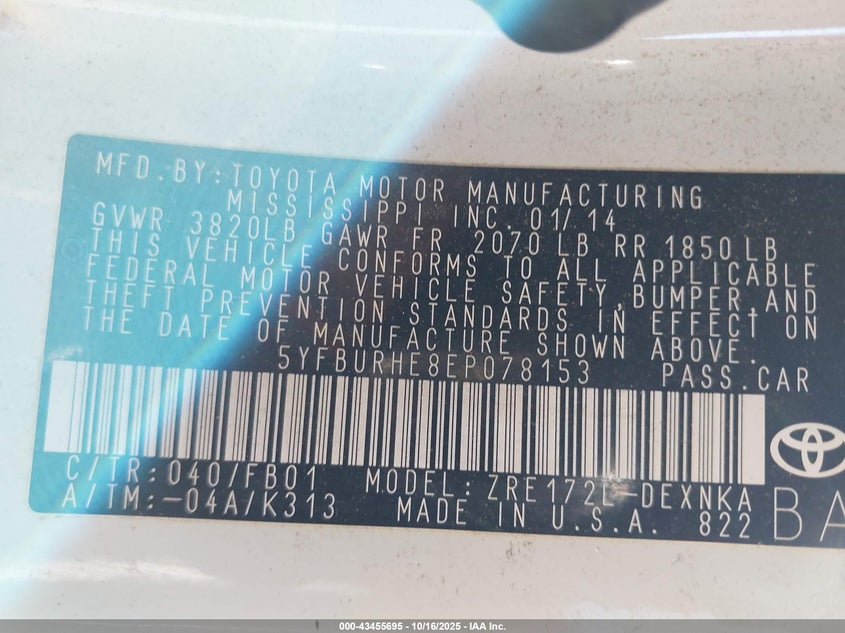 MFD.BY:TOYOTA MOTOR MANUFACTURING
MISSISSIPPI INC. 01/14
GVWR 3820LB GAWR FR 2070 LB RR 1850LB
THIS VEHICLE CONFORMS TO ALL APPLICABLE
FEDERAL MOTOR VEHICLE SAFETY,BUMPER,AND
THEFT PREVENTION STANDARDS IN EFFECT ON
THE DATE OF MANUFACTURE SHOWN ABOVE.
5YFBURHE8EP078153 PASS.CAR
C/TR:040/FB01 MODEL:ZRE172L-DEXNKA
A/TM:-04A/K313 MADE IN U.S.A. 822
BA
000-43455695 - 10/16/2025 - IAA Inc.